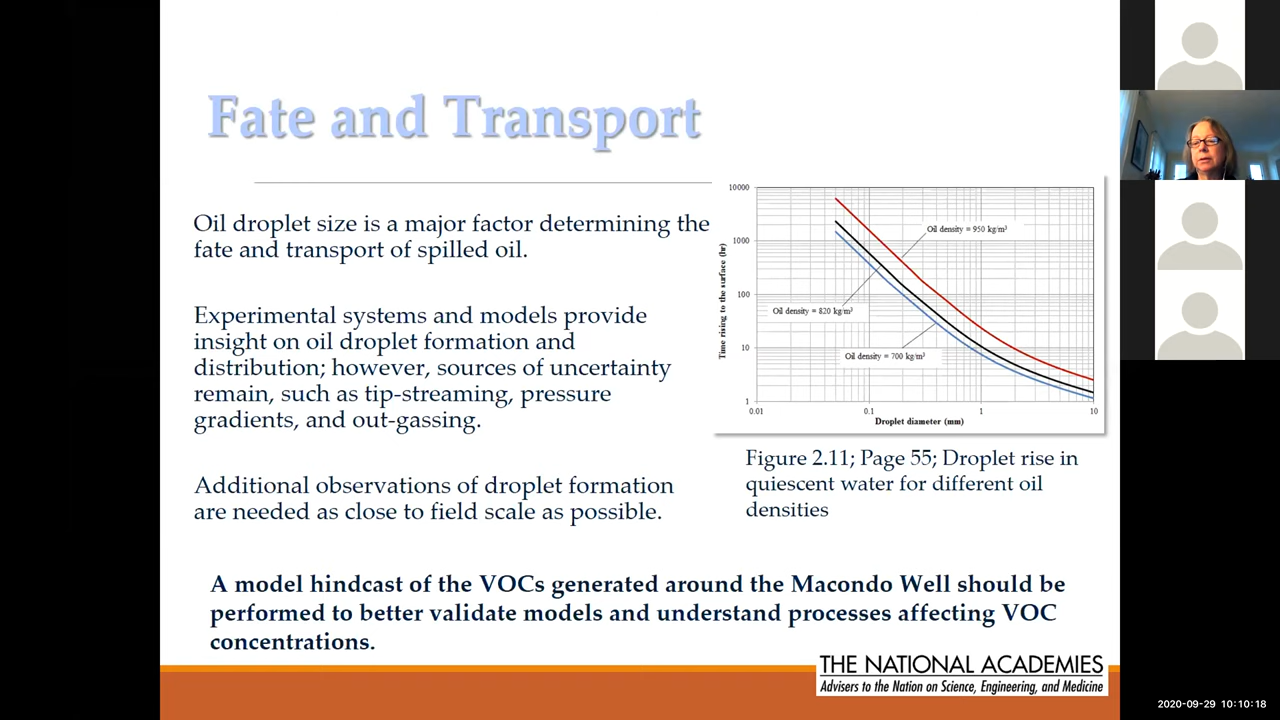 Fate and Transport
Oil droplet size is a major factor determining the
fate and transport of spilled oil.
Experimental systems and models provide
insight on oil droplet formation and
distribution; however, sources of uncertainty
remain, such as tip-streaming, pressure
gradients, and out-gassing.
Additional observations of droplet formation
are needed as close to field scale as possible.
10000
1000
100
10
1
Time rising to the surface (hr)
Oil density = 950 kg/m³
Oil density = 820 kg/m³
Oil density = 700 kg/m³
0.01 0.1 1 10
Droplet diameter (mm)
Figure 2.11; Page 55; Droplet rise in
quiescent water for different oil
densities
A model hindcast of the VOCs generated around the Macondo Well should be
performed to better validate models and understand processes affecting VOC
concentrations.
THE NATIONAL ACADEMIES
Advisers to the Nation on Science, Engineering, and Medicine
2020-09-29 10:10:18